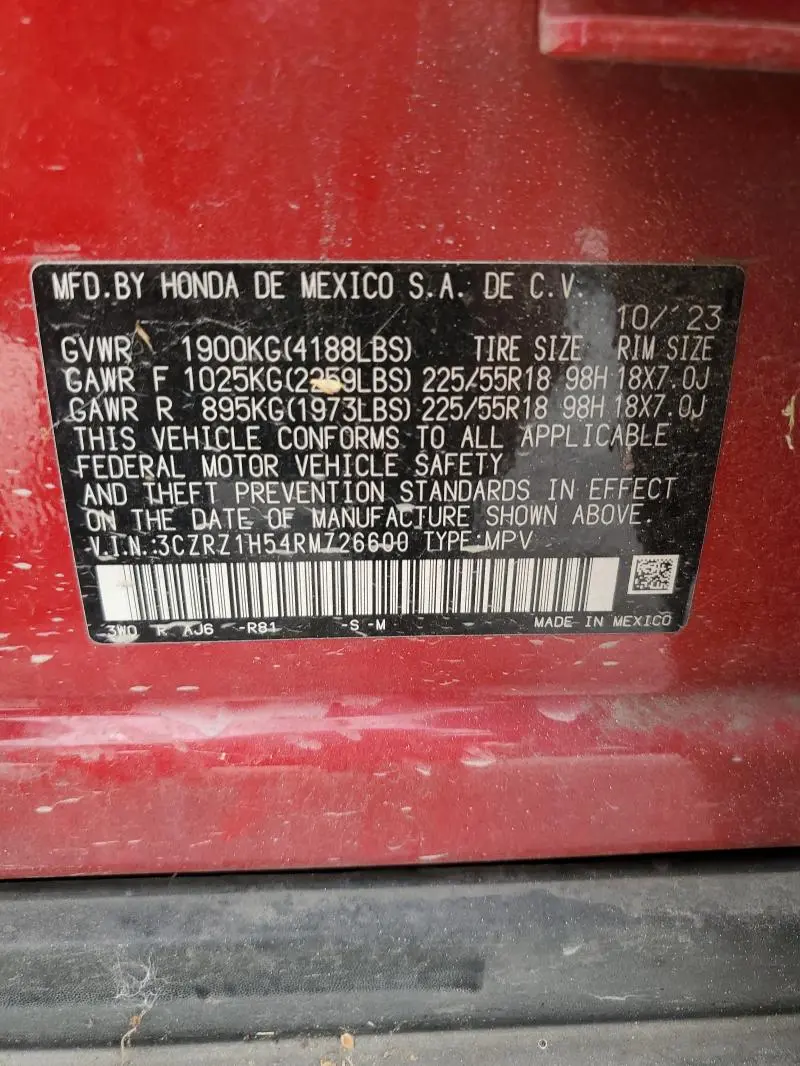 MFD.BY HONDA DE MEXICO S.A. DE C.V.
10/'23
GVWR 1900KG(4188LBS) TIRE SIZE RIM SIZE
GAWR F 1025KG(2259LBS) 225/55R18 98H 18X7.0J
GAWR R 895KG(1973LBS) 225/55R18 98H 18X7.0J
THIS VEHICLE CONFORMS TO ALL APPLICABLE
FEDERAL MOTOR VEHICLE SAFETY
AND THEFT PREVENTION STANDARDS IN EFFECT
ON THE DATE OF MANUFACTURE SHOWN ABOVE.
V.I.N.:3CZRZ1H54RM726600 TYPE:MPV
3W0 R AJ6 -R81 -S -M MADE IN MEXICO